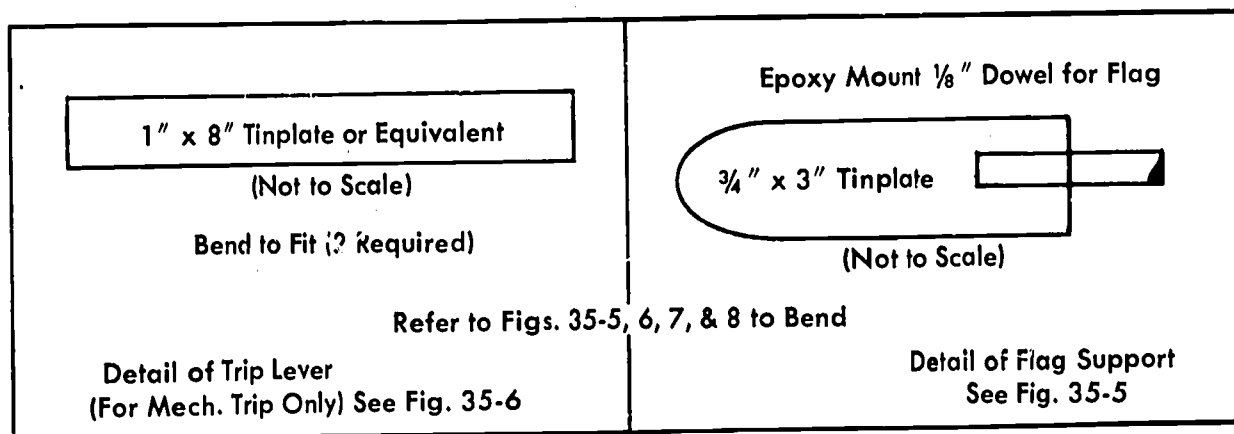 1″ x 8″ Tinplate or Equivalent
(Not to Scale)
Bend to Fit (2 Required)
Epoxy Mount ⅛″ Dowel for Flag
¾″ x 3″ Tinplate
(Not to Scale)
Refer to Figs. 35-5, 6, 7, & 8 to Bend
Detail of Trip Lever
(For Mech. Trip Only) See Fig. 35-6
Detail of Flag Support
See Fig. 35-5